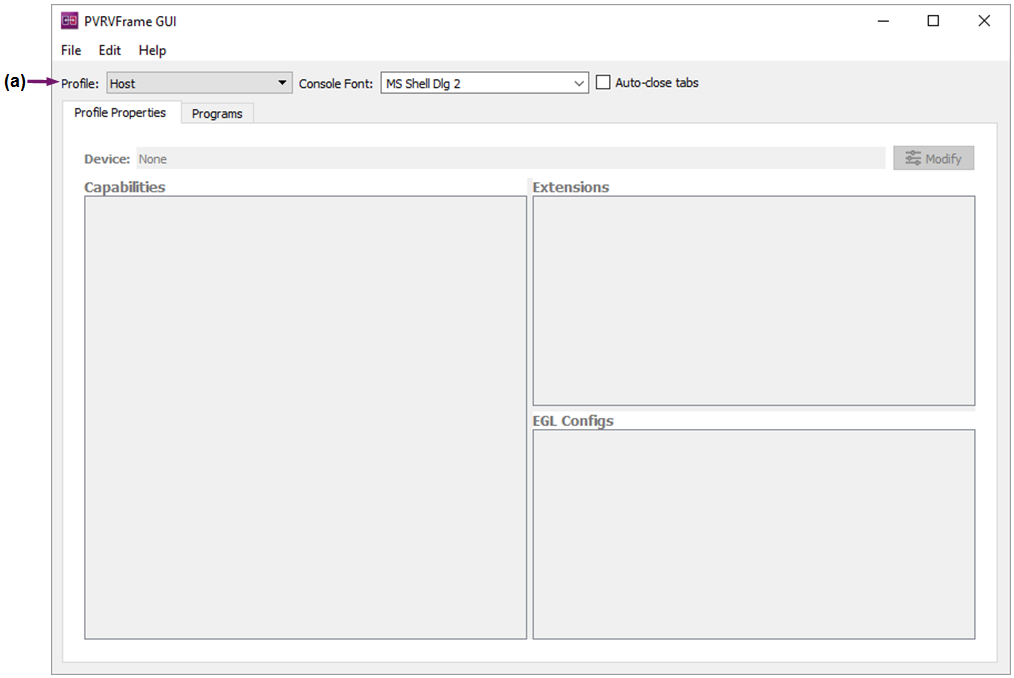 PVRVFrame GUI
File Edit Help
(a) Profile: Host Console Font: MS Shell Dlg 2 Auto-close tabs
Profile Properties Programs
Device: None Modify
Capabilities Extensions
EGL Configs